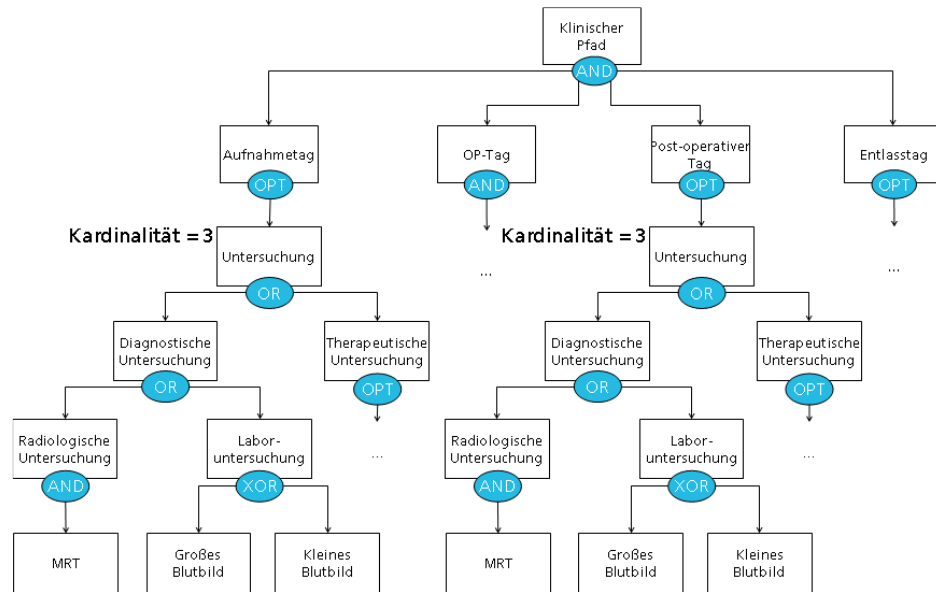 Klinischer
Pfad
AND
Aufnahmetag
OPT
OP-Tag
AND
Post-operativer
Tag
OPT
Entlasstag
OPT
Kardinalität = 3
Untersuchung
OR
...
Kardinalität = 3
Untersuchung
OR
...
Diagnostische
Untersuchung
OR
Therapeutische
Untersuchung
OPT
Diagnostische
Untersuchung
OR
Therapeutische
Untersuchung
OPT
Radiologische
Untersuchung
AND
Labor-
untersuchung
XOR
...
Radiologische
Untersuchung
AND
Labor-
untersuchung
XOR
...
MRT
Großes
Blutbild
Kleines
Blutbild
MRT
Großes
Blutbild
Kleines
Blutbild